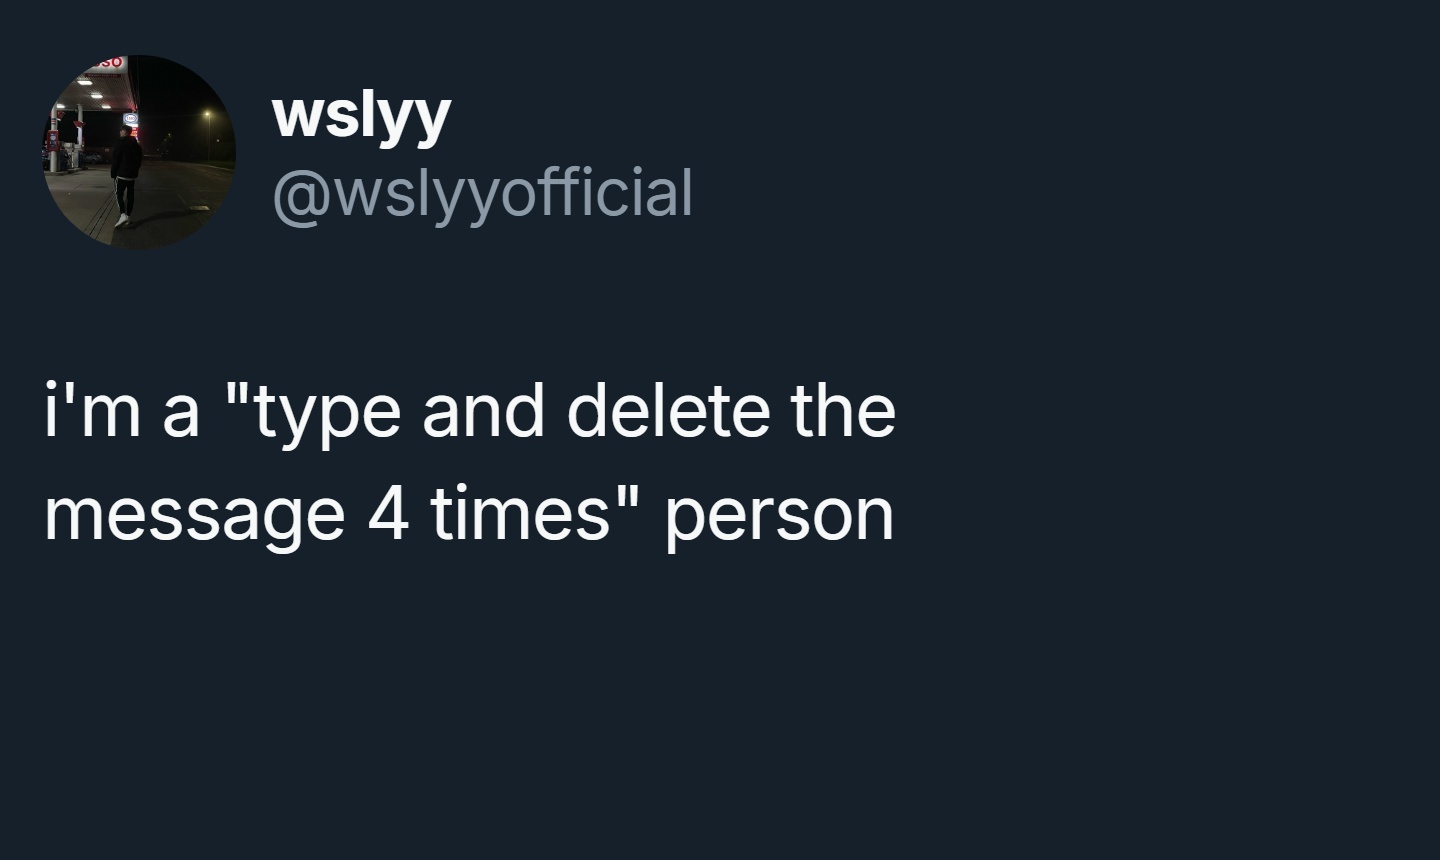 wslyy
@wslyyofficial
i'm a "type and delete the
message 4 times" person